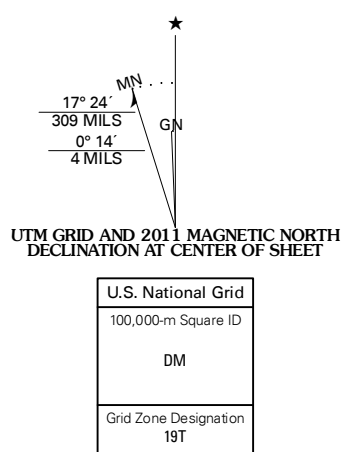 ★
MN
17° 24´
309 MILS
GN
0° 14´
4 MILS
UTM GRID AND 2011 MAGNETIC NORTH
DECLINATION AT CENTER OF SHEET
U.S. National Grid
100,000-m Square ID
DM
Grid Zone Designation
19T